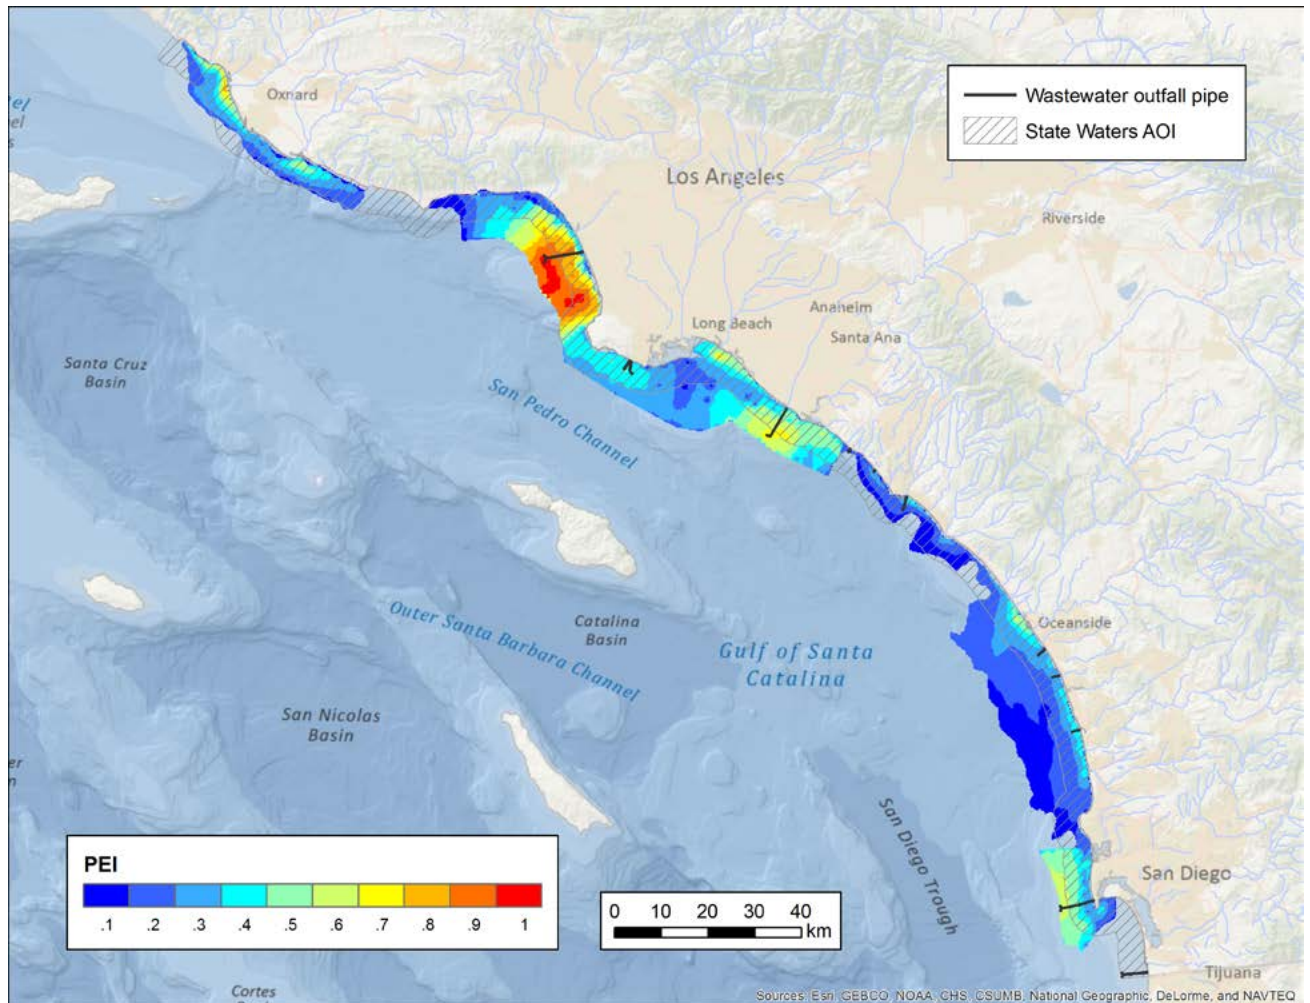 Wastewater outfall pipe
State Waters AOI
Oxnard
Los Angeles
Riverside
Anaheim
Long Beach
Santa Ana
Santa Cruz
Basin
San Pedro Channel
Outer Santa Barbara Channel
Catalina
Basin
Gulf of Santa
Catalina
Oceanside
San Nicolas
Basin
San Diego Trough
San Diego
Tijuana
PEI
.1 .2 .3 .4 .5 .6 .7 .8 .9 1
0 10 20 30 40
km
Cortes
Sources: Esri, GEBCO, NOAA, CHS, CSUMB, National Geographic, DeLorme, and NAVTEQ